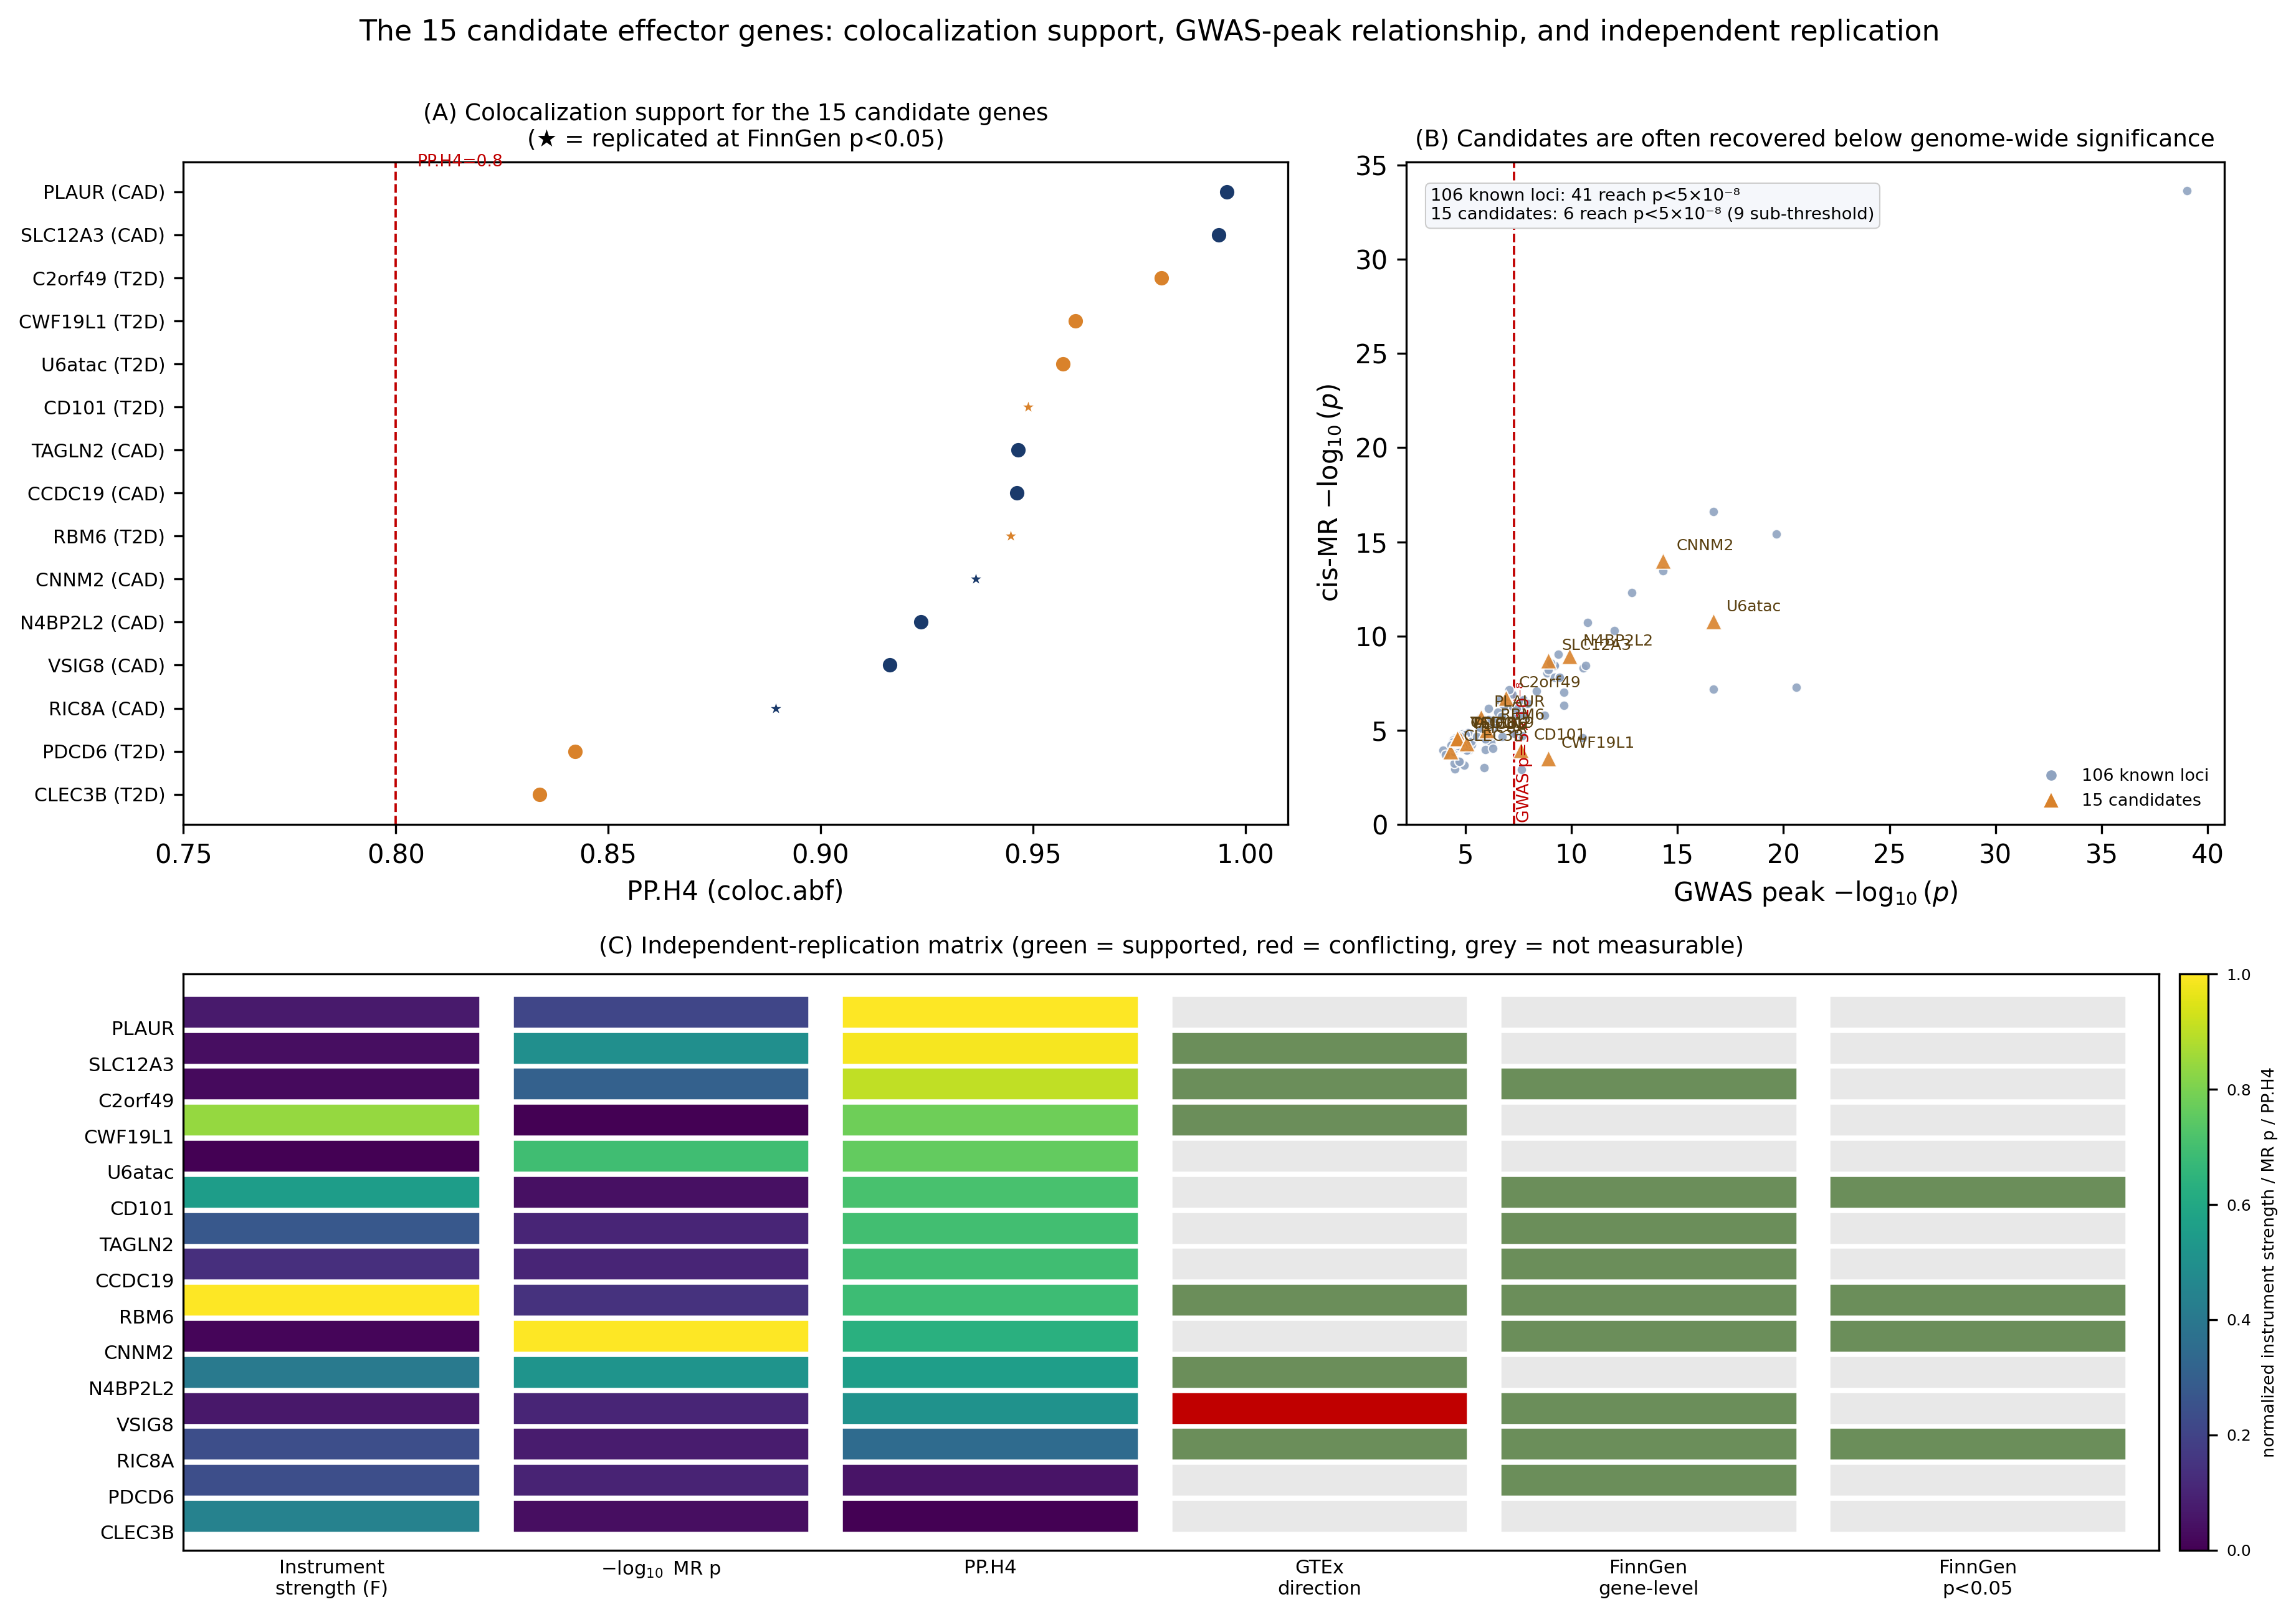 The 15 candidate effector genes: colocalization support, GWAS-peak relationship, and independent replication
(A) Colocalization support for the 15 candidate genes
(★ = replicated at FinnGen p<0.05)
PP.H4=0.8
PLAUR (CAD)
SLC12A3 (CAD)
C2orf49 (T2D)
CWF19L1 (T2D)
U6atac (T2D)
CD101 (T2D)
TAGLN2 (CAD)
CCDC19 (CAD)
RBM6 (T2D)
CNNM2 (CAD)
N4BP2L2 (CAD)
VSIG8 (CAD)
RIC8A (CAD)
PDCD6 (T2D)
CLEC3B (T2D)
0.75 0.80 0.85 0.90 0.95 1.00
PP.H4 (coloc.abf)
(B) Candidates are often recovered below genome-wide significance
106 known loci: 41 reach p<5×10⁻⁸
15 candidates: 6 reach p<5×10⁻⁸ (9 sub-threshold)
35
30
25
20
15
10
5
0
cis-MR −log₁₀(p)
CNNM2
U6atac
N4BP2L2
SLC12A3
C2orf49
PLAUR
RBM6
CLEC3B
CD101
CWF19L1
106 known loci
15 candidates
5 10 15 20 25 30 35 40
GWAS peak −log₁₀(p)
(C) Independent-replication matrix (green = supported, red = conflicting, grey = not measurable)
PLAUR
SLC12A3
C2orf49
CWF19L1
U6atac
CD101
TAGLN2
CCDC19
RBM6
CNNM2
N4BP2L2
VSIG8
RIC8A
PDCD6
CLEC3B
Instrument
strength (F)
−log₁₀ MR p
PP.H4
GTEx
direction
FinnGen
gene-level
FinnGen
p<0.05
1.0
0.8
0.6
0.4
0.2
0.0
normalized instrument strength / MR p / PP.H4